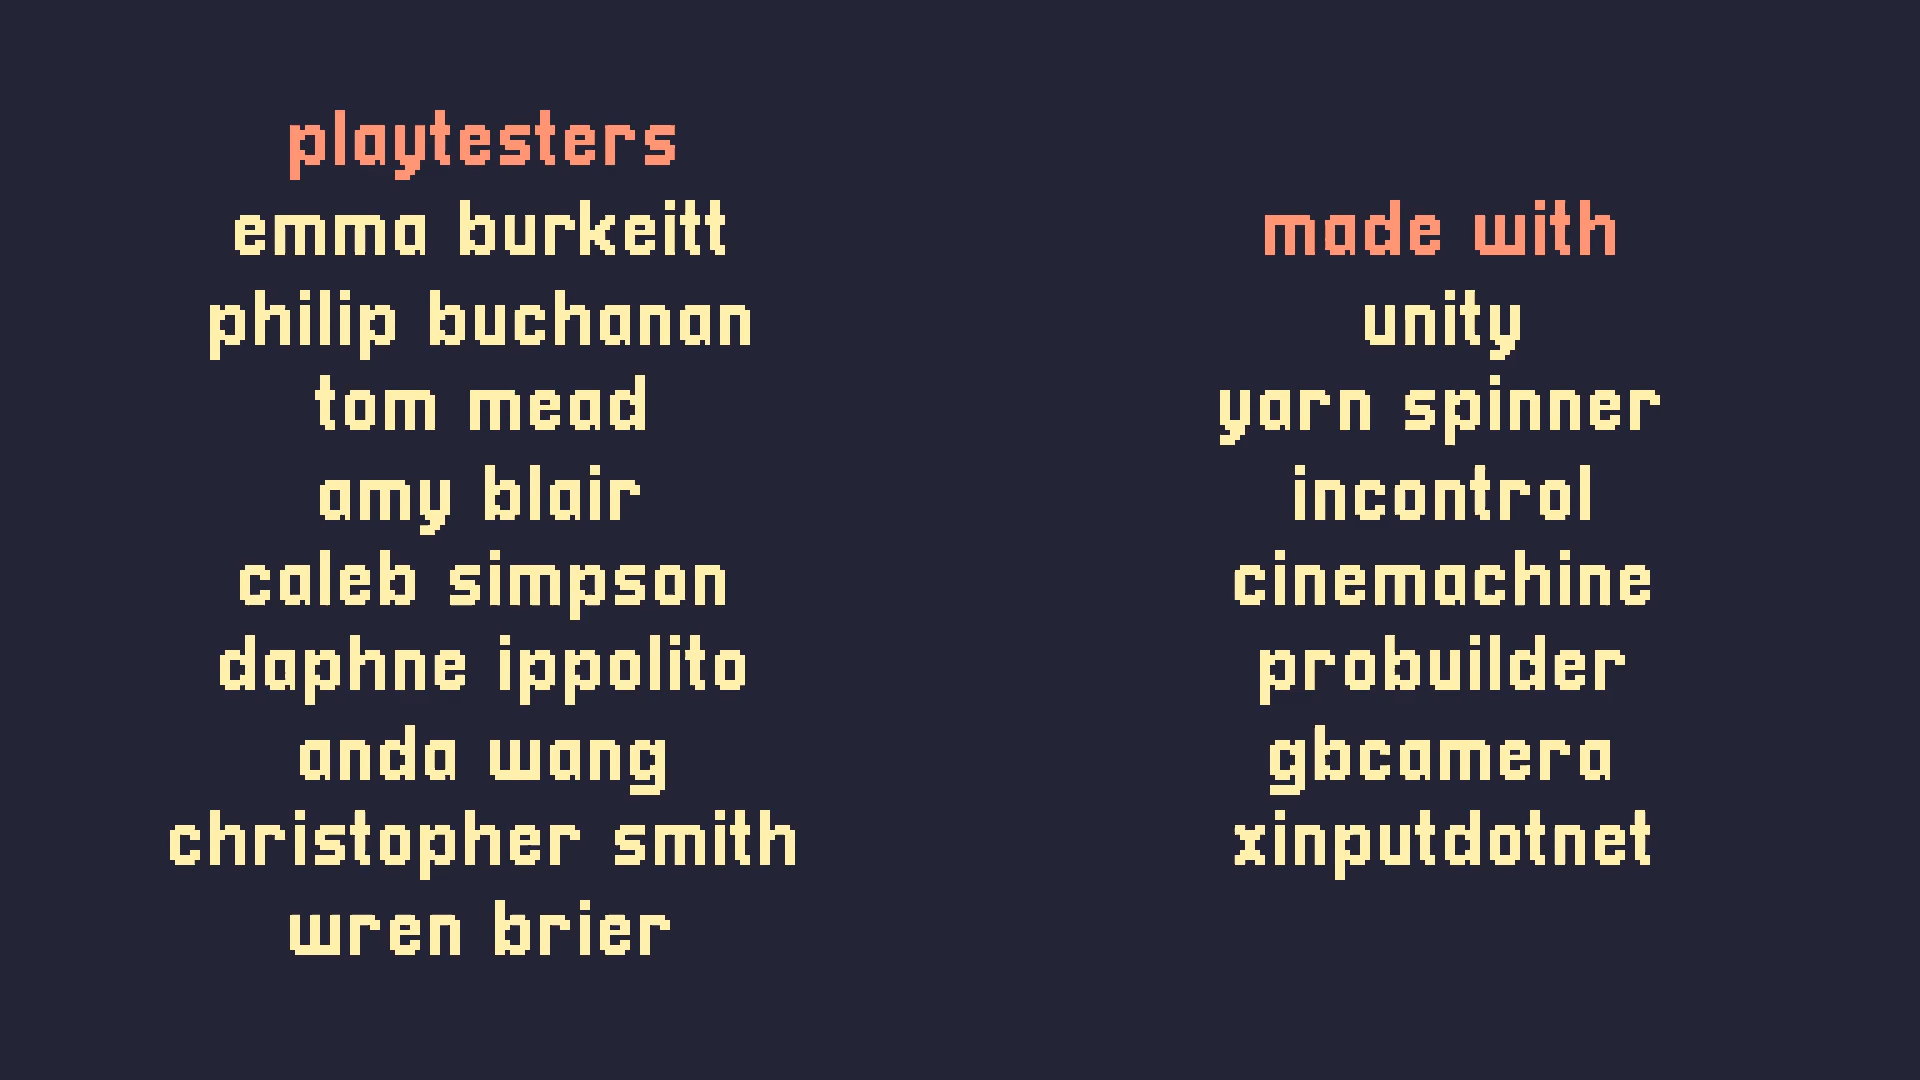 playtesters
emma burkeitt
philip buchanan
tom mead
amy blair
caleb simpson
daphne ippolito
anda wang
christopher smith
wren brier
made with
unity
yarn spinner
incontrol
cinemachine
probuilder
gbcamera
xinputdotnet